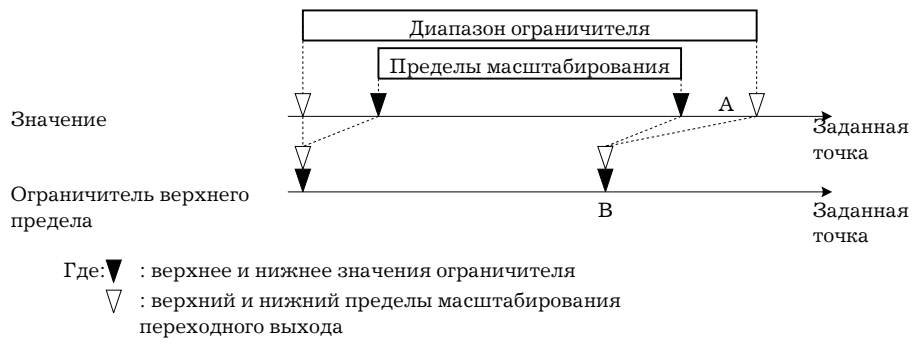 Диапазон ограничителя
Пределы масштабирования
A
Значение
Заданная
точка
Ограничитель верхнего
предела
B
Заданная
точка
Где: : верхнее и нижнее значения ограничителя
: верхний и нижний пределы масштабирования
переходного выхода